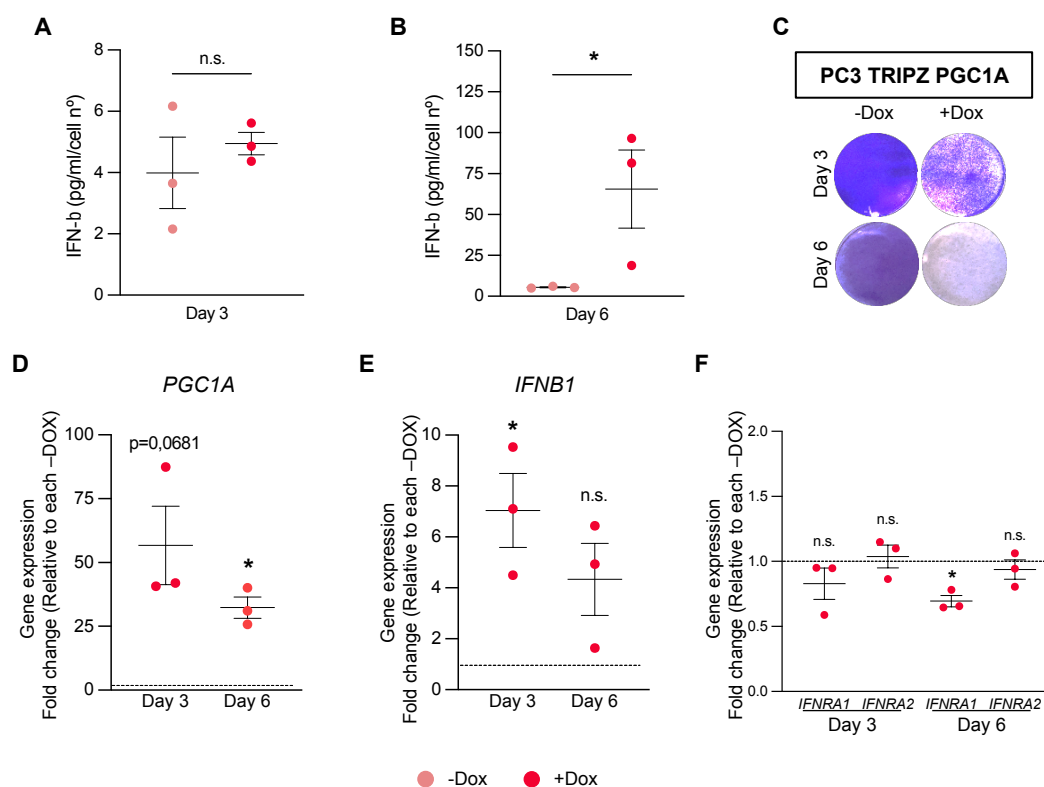 A
n.s.
IFN-b (pg/ml/cell nº)
8
6
4
2
0
Day 3
B
*
IFN-b (pg/ml/cell nº)
150
125
100
75
50
25
0
Day 6
C
PC3 TRIPZ PGC1A
-Dox
+Dox
Day 3
Day 6
D
PGC1A
Gene expression
Fold change (Relative to each –DOX)
100
75
50
25
0
p=0,0681
*
Day 3
Day 6
E
IFNB1
Gene expression
Fold change (Relative to each –DOX)
10
8
6
4
2
0
*
n.s.
Day 3
Day 6
F
Gene expression
Fold change (Relative to each –DOX)
2.0
1.5
1.0
0.5
0.0
n.s.
n.s.
*
n.s.
IFNRA1 IFNRA2 IFNRA1 IFNRA2
Day 3
Day 6
-Dox
+Dox